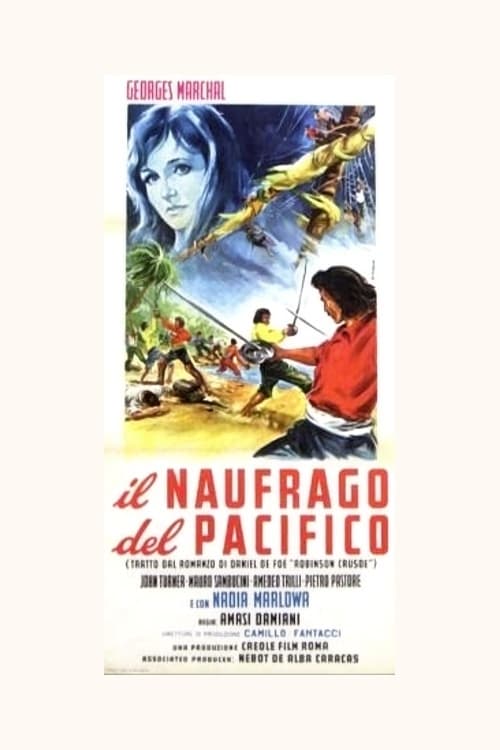 GEORGES MARCHAL
il NAUFRAGO
del PACIFICO
(TRATTO DAL ROMANZO DI DANIEL DE FOE "ROBINSON CRUSOE")
JOHN TURNER - MAURO SAMBUCINI - AMEDEO TRILLI - PIETRO PASTORE
E CON NADIA MARLOWA
REGIA: AMASI DAMIANI
DIRETTORE DI PRODUZIONE CAMILLO FANTACCI
UNA PRODUZIONE CREOLE FILM ROMA
ASSOCIATED PRODUCER: NEBOT DE ALBA CARACAS